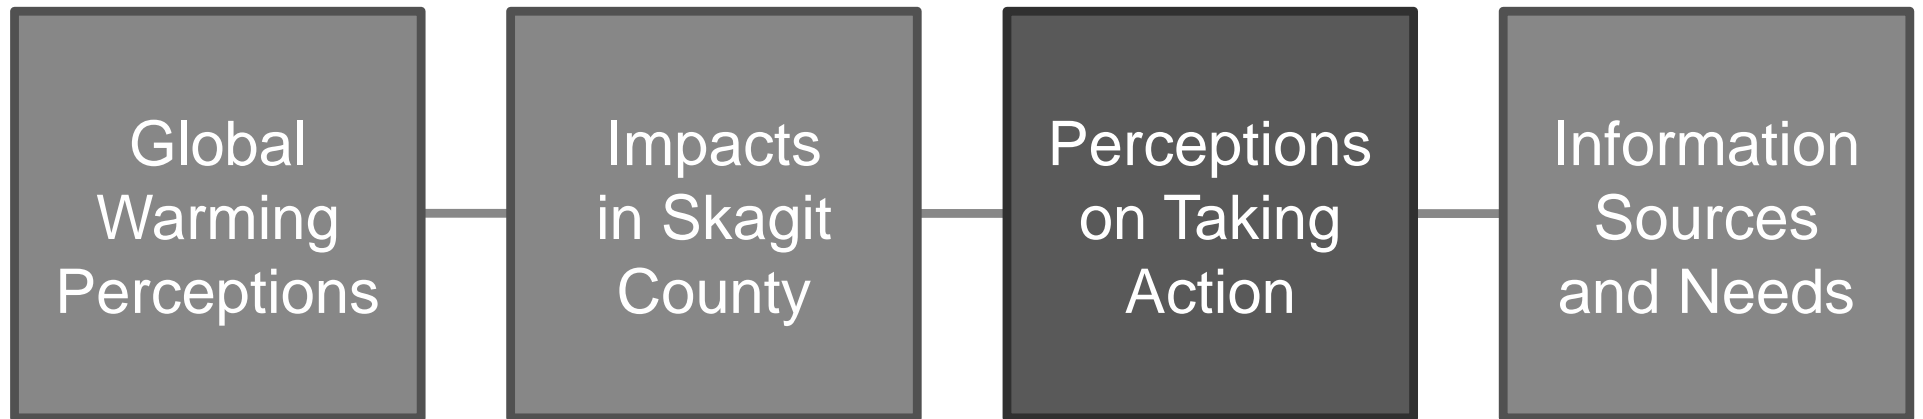 Global
Warming
Perceptions
Impacts
in Skagit
County
Perceptions
on Taking
Action
Information
Sources
and Needs